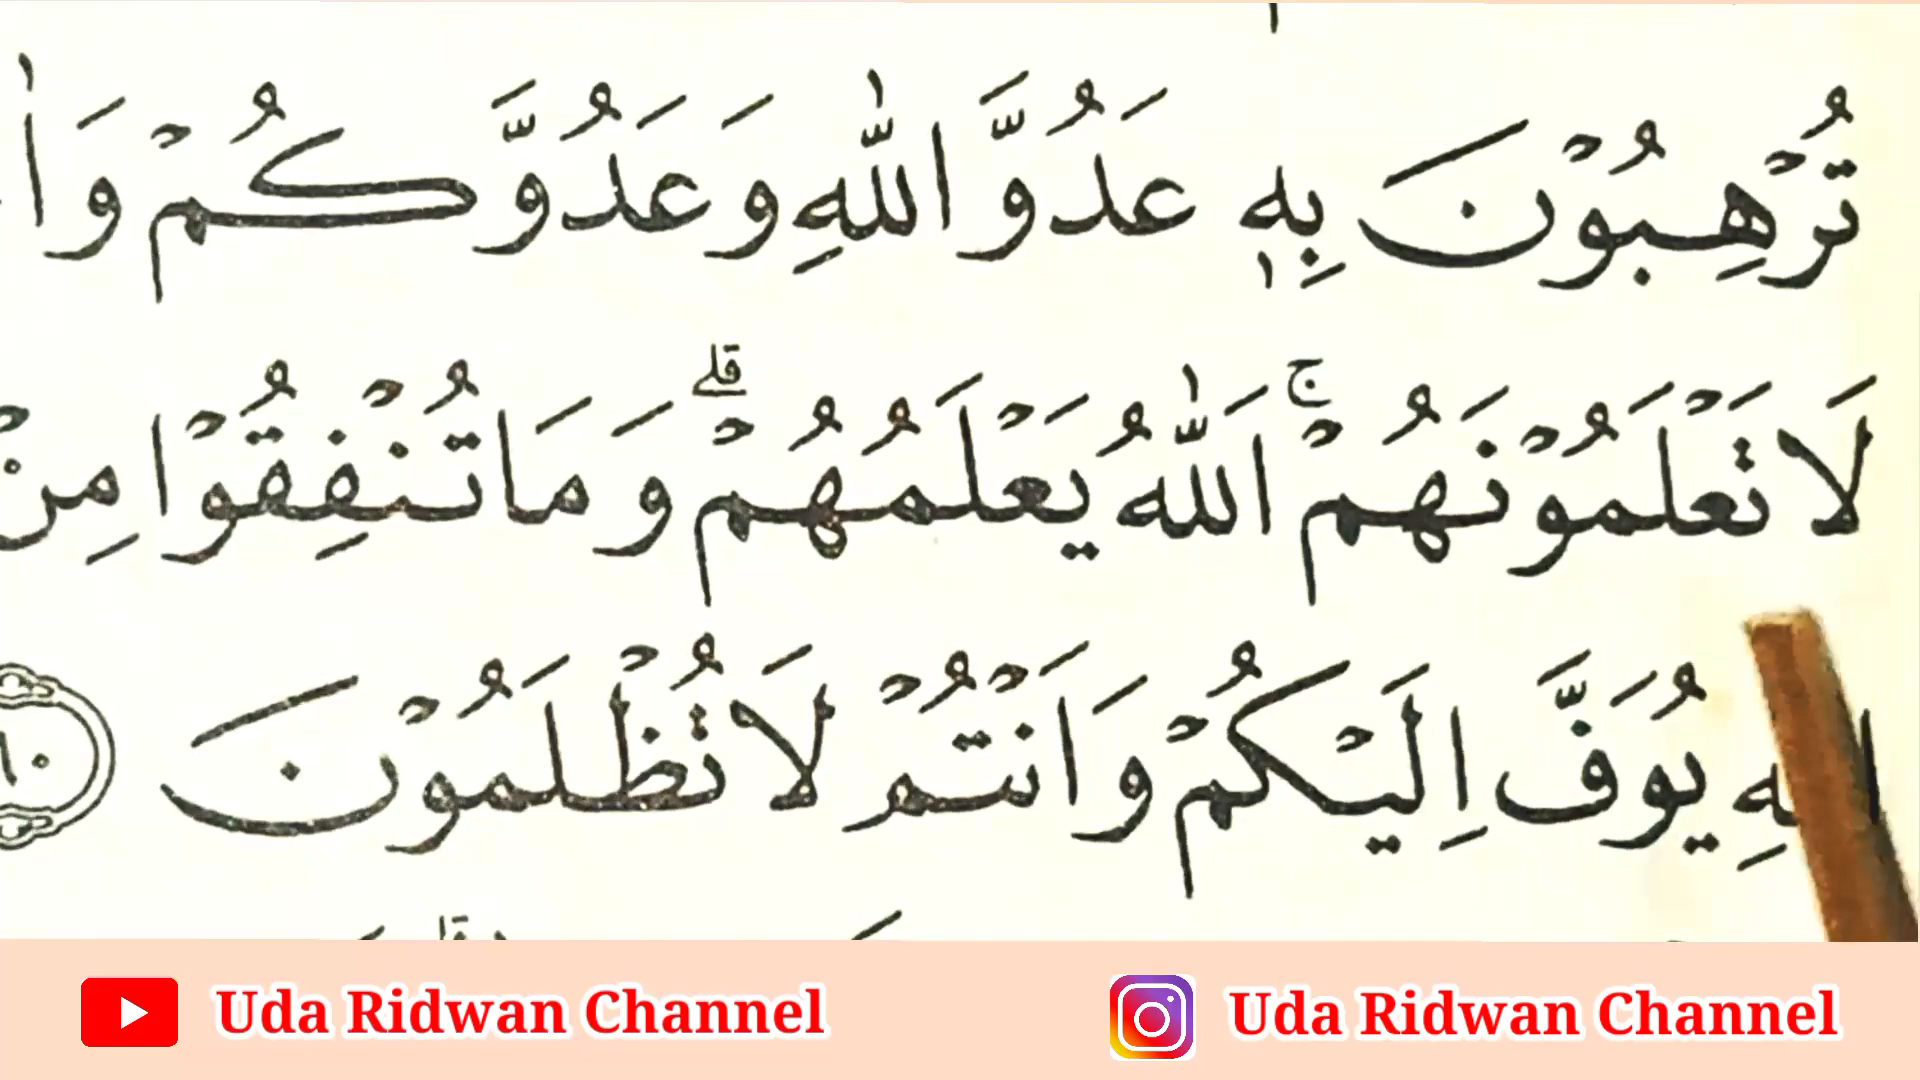 تُرْهِبُوْنَ بِهٖ عَدُوَّ اللّٰهِ وَعَدُوَّكُمْ وَاٰ
لَا تَعْلَمُوْنَهُمْۚ اَللّٰهُ يَعْلَمُهُمْۗ وَمَا تُنْفِقُوْا مِنْ
يُوَفَّ اِلَيْكُمْ وَاَنْتُمْ لَا تُظْلَمُوْنَ ٦٠
Uda Ridwan Channel
Uda Ridwan Channel